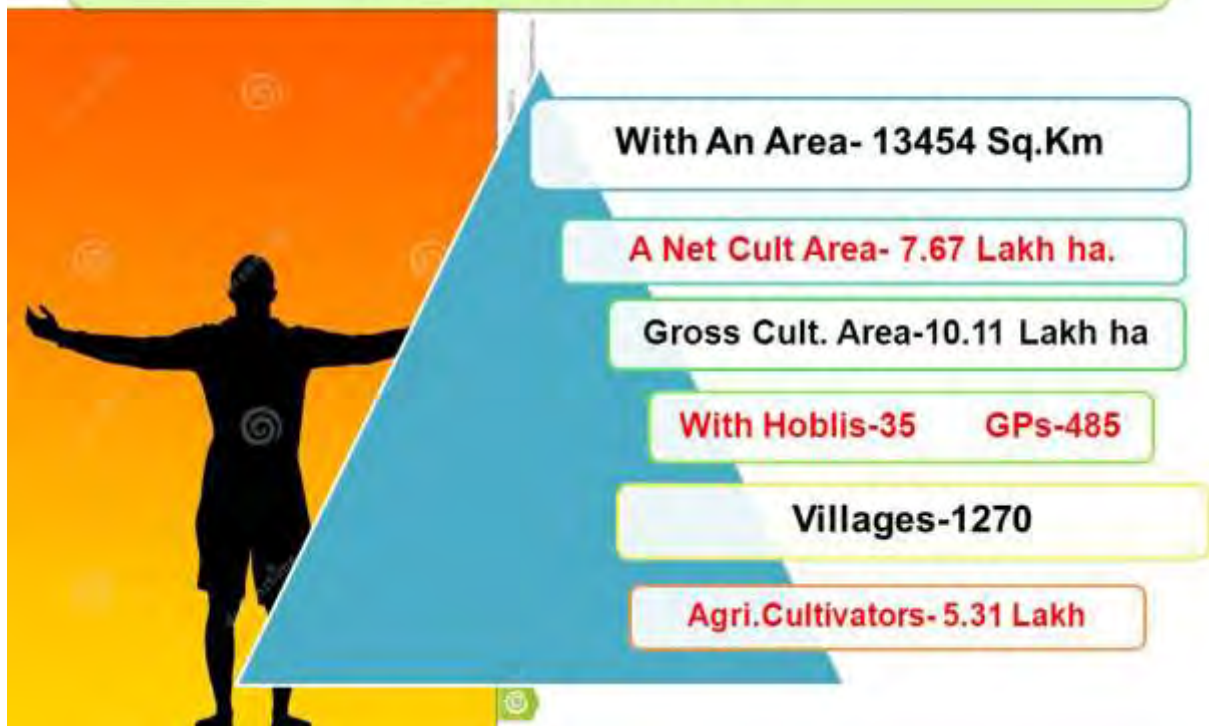 With An Area- 13454 Sq.Km
A Net Cult Area- 7.67 Lakh ha.
Gross Cult. Area-10.11 Lakh ha
With Hoblis-35 GPs-485
Villages-1270
Agri.Cultivators- 5.31 Lakh